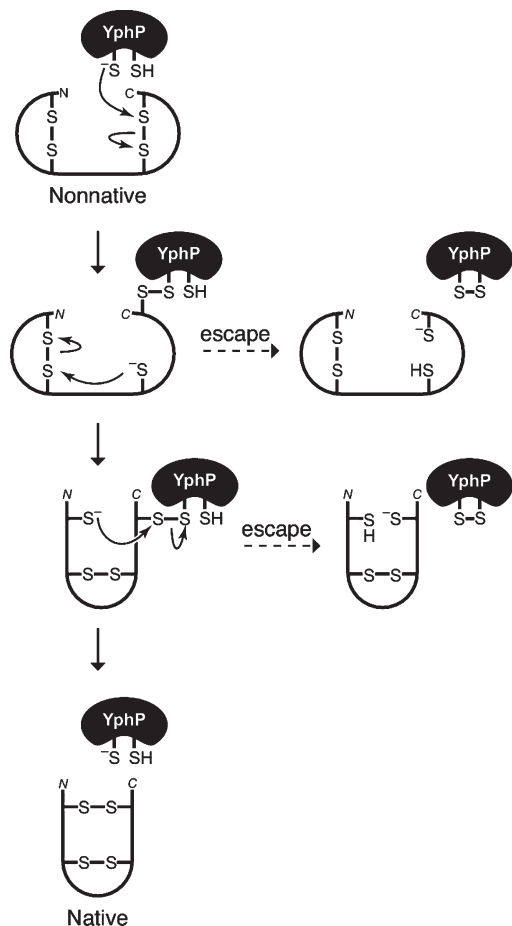 YphP
⁻S SH
N C
S S
S S
Nonnative
YphP
S–S SH
N C
S
S ⁻S
escape
YphP
S–S
N C
S ⁻S
S HS
YphP
N C
S⁻ S–S SH
S–S
escape
YphP
N C S–S
S ⁻S
H
S–S
YphP
⁻S SH
N C
S–S
S–S
Native